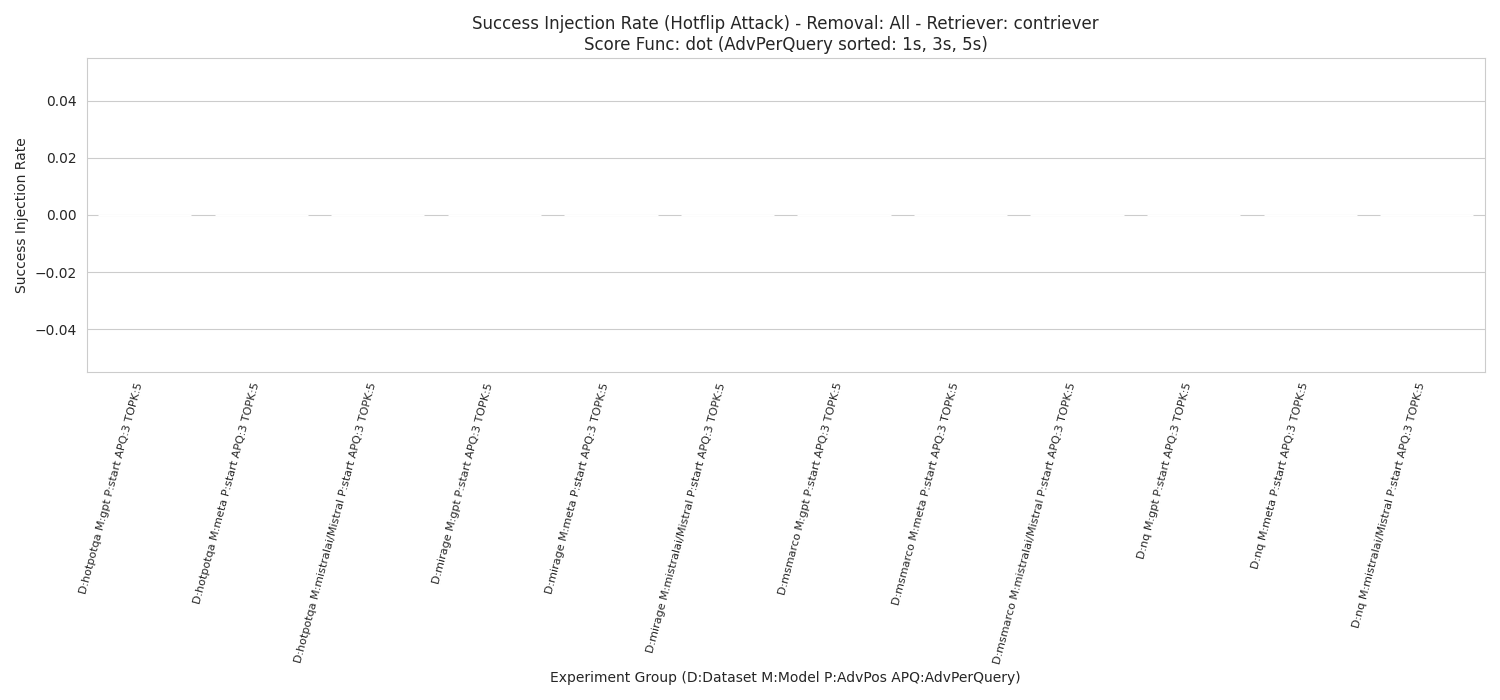 Success Injection Rate (Hotflip Attack) - Removal: All - Retriever: contriever
Score Func: dot (AdvPerQuery sorted: 1s, 3s, 5s)
Success Injection Rate
0.04
0.02
0.00
−0.02
−0.04
D:hotpotqa M:gpt P:start APQ:3 TOPK:5
D:hotpotqa M:meta P:start APQ:3 TOPK:5
D:hotpotqa M:mistralai/Mistral P:start APQ:3 TOPK:5
D:mirage M:gpt P:start APQ:3 TOPK:5
D:mirage M:meta P:start APQ:3 TOPK:5
D:mirage M:mistralai/Mistral P:start APQ:3 TOPK:5
D:msmarco M:gpt P:start APQ:3 TOPK:5
D:msmarco M:meta P:start APQ:3 TOPK:5
D:msmarco M:mistralai/Mistral P:start APQ:3 TOPK:5
D:nq M:gpt P:start APQ:3 TOPK:5
D:nq M:meta P:start APQ:3 TOPK:5
D:nq M:mistralai/Mistral P:start APQ:3 TOPK:5
Experiment Group (D:Dataset M:Model P:AdvPos APQ:AdvPerQuery)